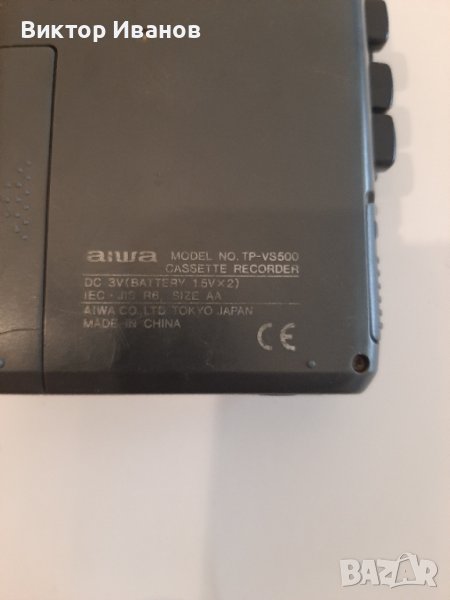 Виктор Иванов
aiwa MODEL NO. TP-VS500
CASSETTE RECORDER
DC 3V(BATTERY 1.5V×2)
IEC·JIS R6, SIZE AA
AIWA CO.,LTD. TOKYO JAPAN
MADE IN CHINA
CE
BAZAR